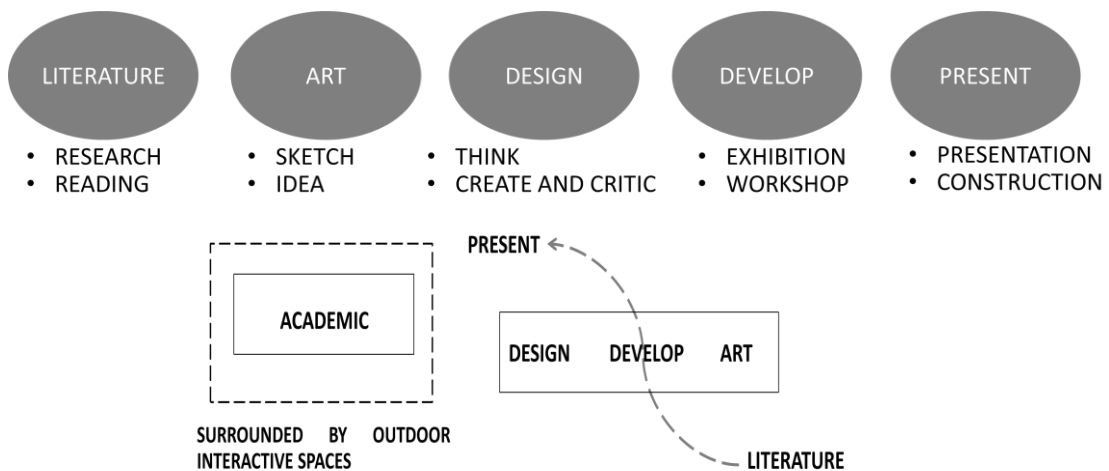 LITERATURE
ART
DESIGN
DEVELOP
PRESENT
• RESEARCH
• READING
• SKETCH
• IDEA
• THINK
• CREATE AND CRITIC
• EXHIBITION
• WORKSHOP
• PRESENTATION
• CONSTRUCTION
ACADEMIC
SURROUNDED BY OUTDOOR
INTERACTIVE SPACES
PRESENT
DESIGN DEVELOP ART
LITERATURE